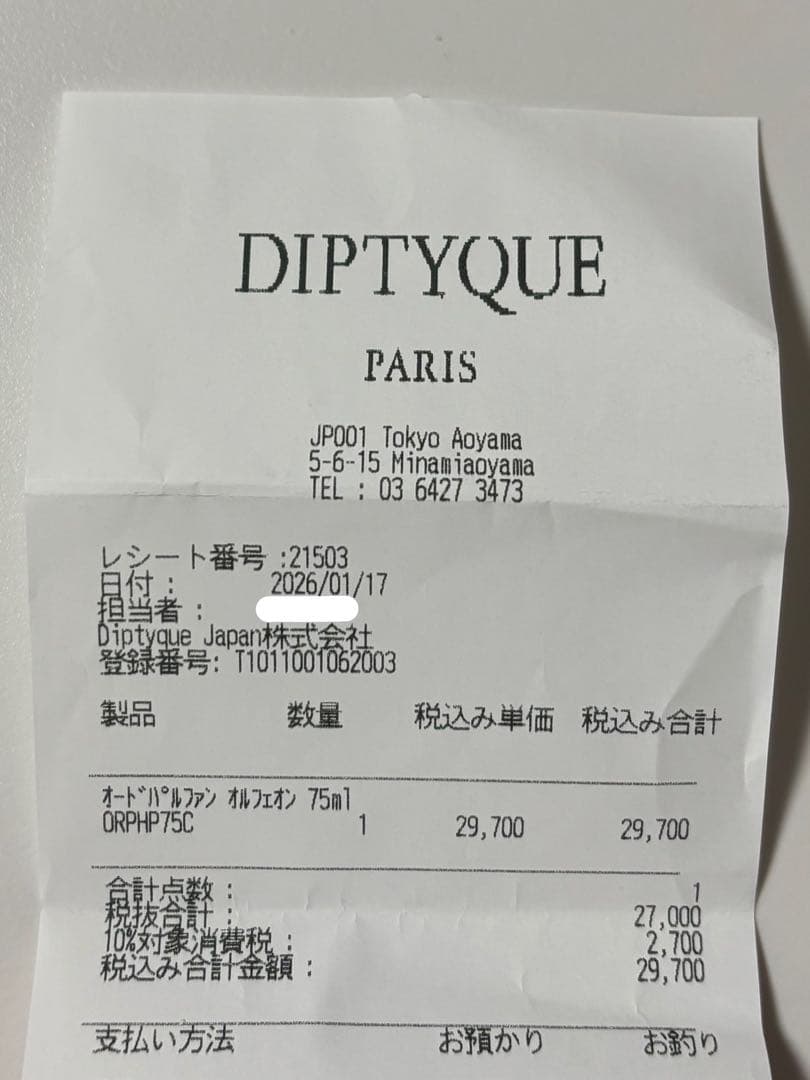 DIPTYQUE
PARIS
JP001 Tokyo Aoyama
5-6-15 Minamiaoyama
TEL : 03 6427 3473
レシート番号 :21503
日付 : 2026/01/17
担当者 :
Diptyque Japan株式会社
登録番号: T1011001062003
製品 数量 税込み単価 税込み合計
オードパルファン オルフェオン 75ml
ORPHP75C 1 29,700 29,700
合計点数 : 1
税抜合計 : 27,000
10%対象消費税 : 2,700
税込み合計金額 : 29,700
支払い方法 お預かり お釣り